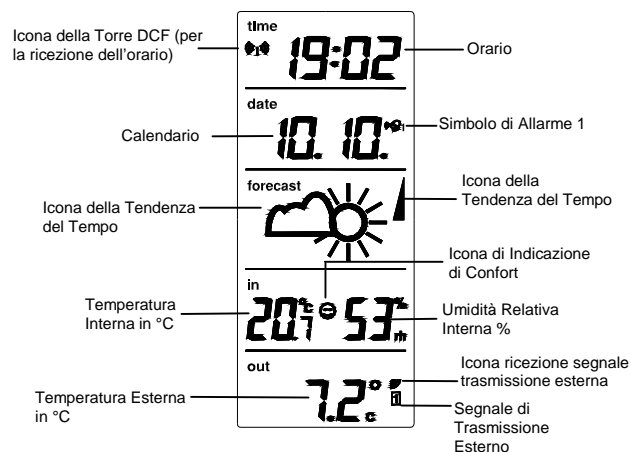 Icona della Torre DCF (per
la ricezione dell'orario)
time
19:02
Orario
date
Calendario
10. 10.
Simbolo di Allarme 1
forecast
Icona della Tendenza
del Tempo
Icona della
Tendenza del Tempo
Icona di Indicazione
di Confort
in
Temperatura
Interna in °C
20.7 °C
53 %
rh
Umidità Relativa
Interna %
out
Temperatura Esterna
in °C
7.2 °C
1
Icona ricezione segnale
trasmissione esterna
Segnale di
Trasmissione
Esterno